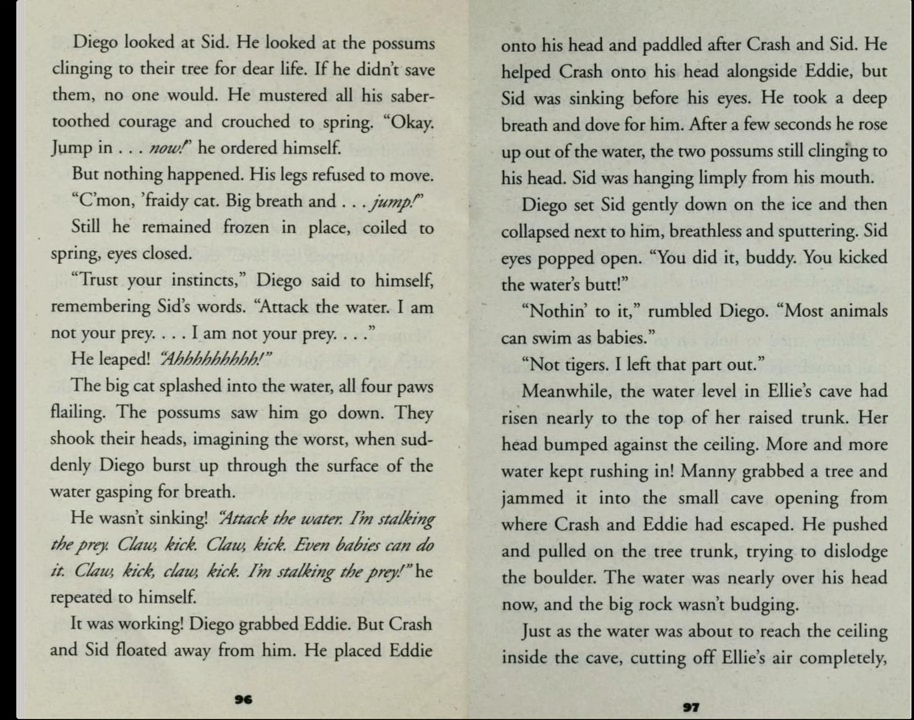 Diego looked at Sid. He looked at the possums
clinging to their tree for dear life. If he didn't save
them, no one would. He mustered all his saber-
toothed courage and crouched to spring. “Okay.
Jump in . . . now!” he ordered himself.
But nothing happened. His legs refused to move.
“C'mon, 'fraidy cat. Big breath and . . . jump!”
Still he remained frozen in place, coiled to
spring, eyes closed.
“Trust your instincts,” Diego said to himself,
remembering Sid's words. “Attack the water. I am
not your prey. . . . I am not your prey. . . .”
He leaped! “Ahhhhhhhhh!”
The big cat splashed into the water, all four paws
flailing. The possums saw him go down. They
shook their heads, imagining the worst, when sud-
denly Diego burst up through the surface of the
water gasping for breath.
He wasn't sinking! “Attack the water. I'm stalking
the prey. Claw, kick. Claw, kick. Even babies can do
it. Claw, kick, claw, kick. I'm stalking the prey!” he
repeated to himself.
It was working! Diego grabbed Eddie. But Crash
and Sid floated away from him. He placed Eddie
96
onto his head and paddled after Crash and Sid. He
helped Crash onto his head alongside Eddie, but
Sid was sinking before his eyes. He took a deep
breath and dove for him. After a few seconds he rose
up out of the water, the two possums still clinging to
his head. Sid was hanging limply from his mouth.
Diego set Sid gently down on the ice and then
collapsed next to him, breathless and sputtering. Sid
eyes popped open. “You did it, buddy. You kicked
the water's butt!”
“Nothin' to it,” rumbled Diego. “Most animals
can swim as babies.”
“Not tigers. I left that part out.”
Meanwhile, the water level in Ellie's cave had
risen nearly to the top of her raised trunk. Her
head bumped against the ceiling. More and more
water kept rushing in! Manny grabbed a tree and
jammed it into the small cave opening from
where Crash and Eddie had escaped. He pushed
and pulled on the tree trunk, trying to dislodge
the boulder. The water was nearly over his head
now, and the big rock wasn't budging.
Just as the water was about to reach the ceiling
inside the cave, cutting off Ellie's air completely,
97